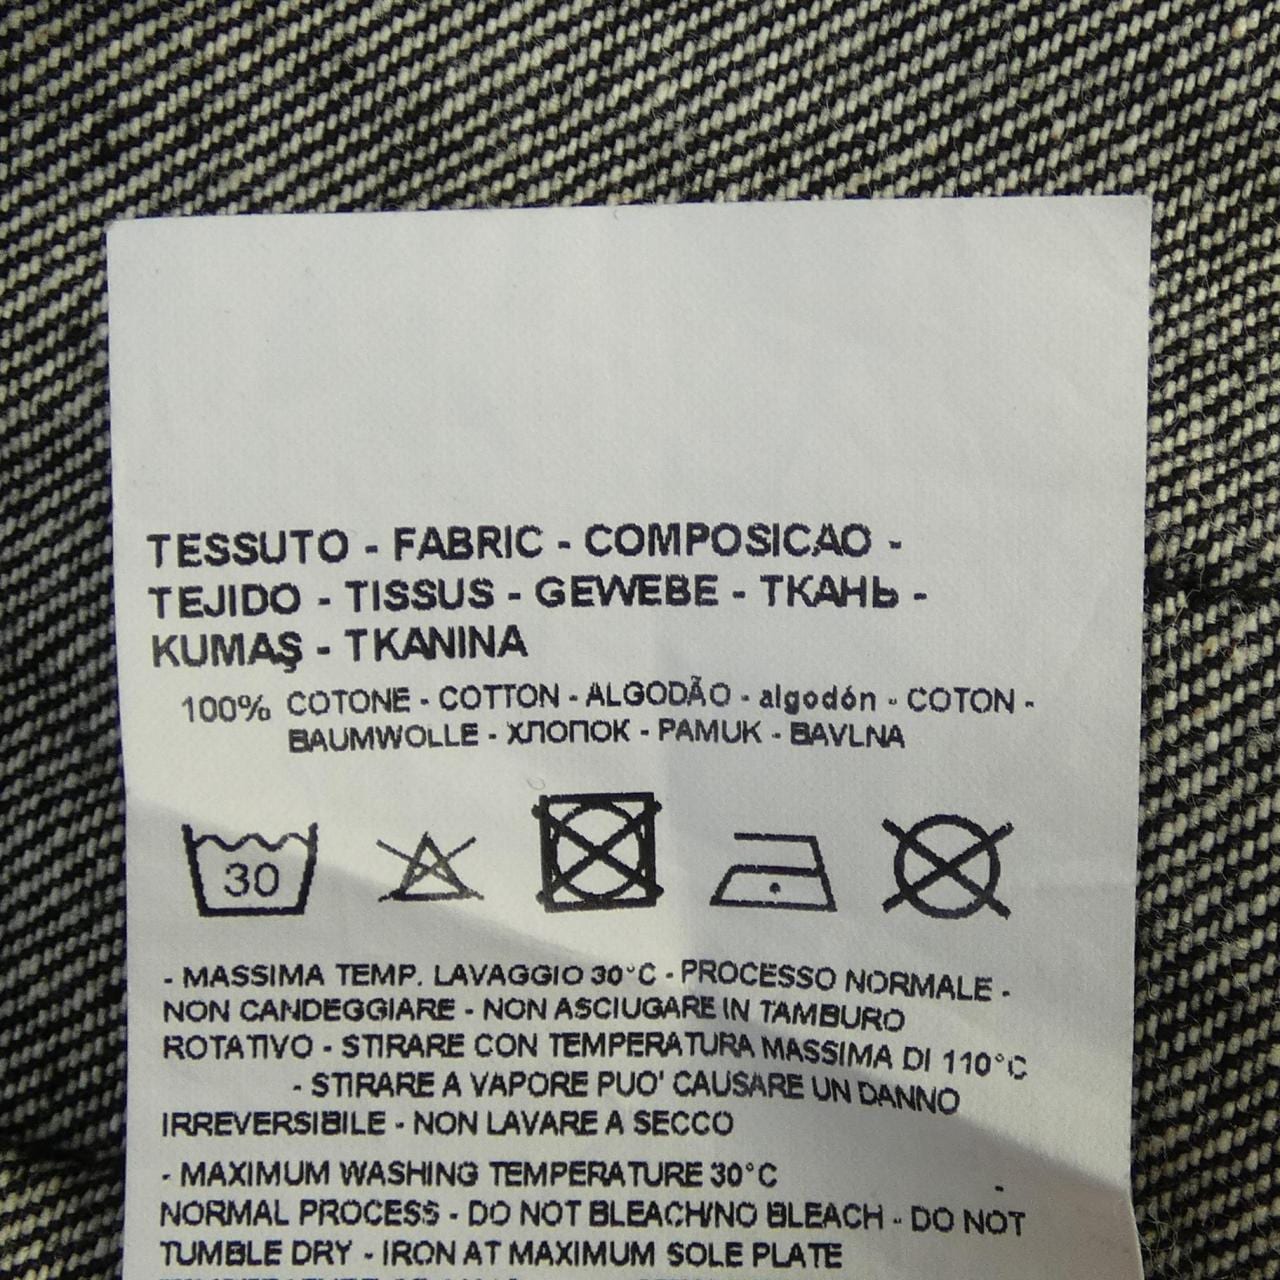 TESSUTO - FABRIC - COMPOSICAO -
TEJIDO - TISSUS - GEWEBE - ТКАНЬ -
KUMAŞ - TKANINA
100% COTONE - COTTON - ALGODÃO - algodón - COTON -
BAUMWOLLE - ХЛОПОК - PAMUK - BAVLNA
30
- MASSIMA TEMP. LAVAGGIO 30°C - PROCESSO NORMALE -
NON CANDEGGIARE - NON ASCIUGARE IN TAMBURO
ROTATIVO - STIRARE CON TEMPERATURA MASSIMA DI 110°C
- STIRARE A VAPORE PUO' CAUSARE UN DANNO
IRREVERSIBILE - NON LAVARE A SECCO
- MAXIMUM WASHING TEMPERATURE 30°C -
NORMAL PROCESS - DO NOT BLEACH/NO BLEACH - DO NOT
TUMBLE DRY - IRON AT MAXIMUM SOLE PLATE